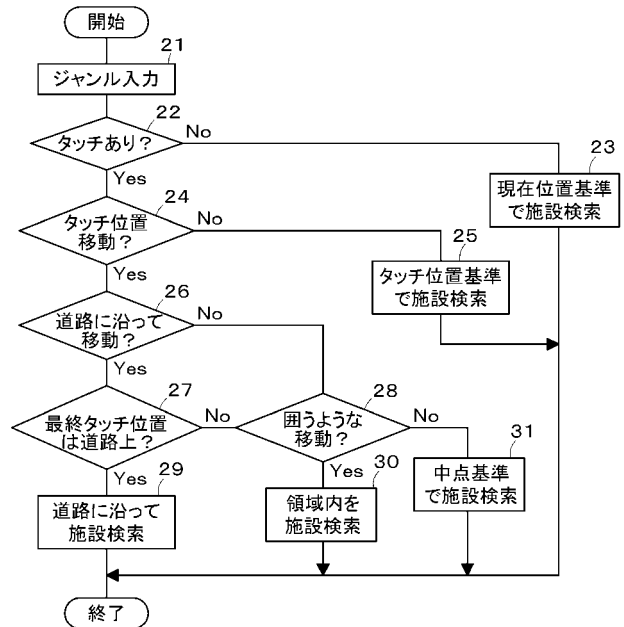 開始
21
ジャンル入力
22
タッチあり？
No
Yes
23
現在位置基準
で施設検索
24
タッチ位置
移動？
No
Yes
25
タッチ位置基準
で施設検索
26
道路に沿って
移動？
No
Yes
27
最終タッチ位置
は道路上？
No
Yes
28
囲うような
移動？
No
Yes
29
道路に沿って
施設検索
30
領域内を
施設検索
31
中点基準
で施設検索
終了